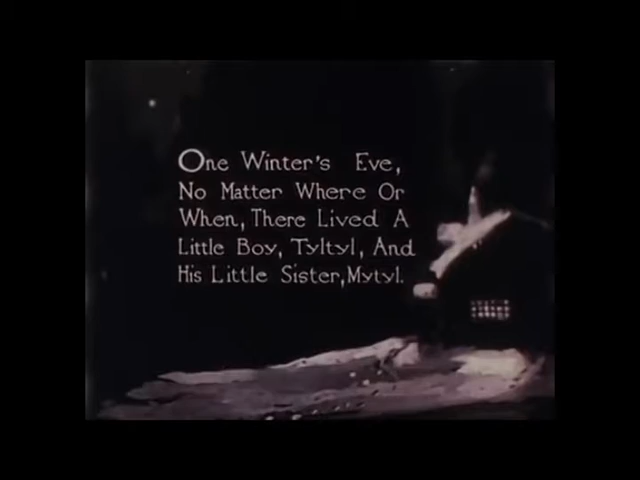 One Winter's Eve,
No Matter Where Or
When, There Lived A
Little Boy, Tyltyl, And
His Little Sister, Mytyl.